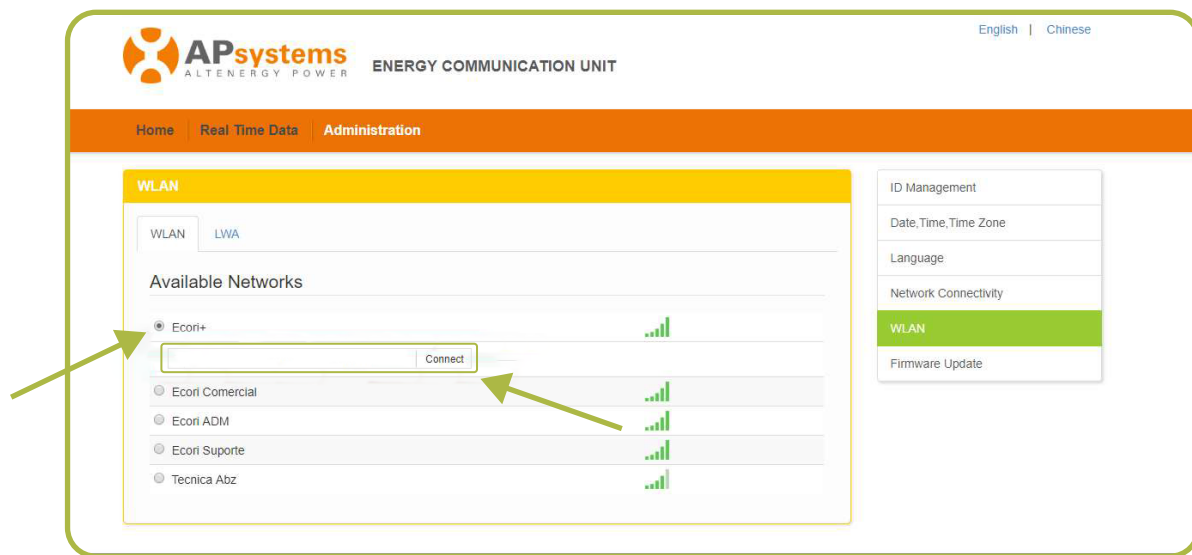 English | Chinese
APsystems
ALTENERGY POWER
ENERGY COMMUNICATION UNIT
Home Real Time Data Administration
WLAN
WLAN LWA
Available Networks
Ecori+
Connect
Ecori Comercial
Ecori ADM
Ecori Suporte
Tecnica Abz
ID Management
Date,Time,Time Zone
Language
Network Connectivity
WLAN
Firmware Update